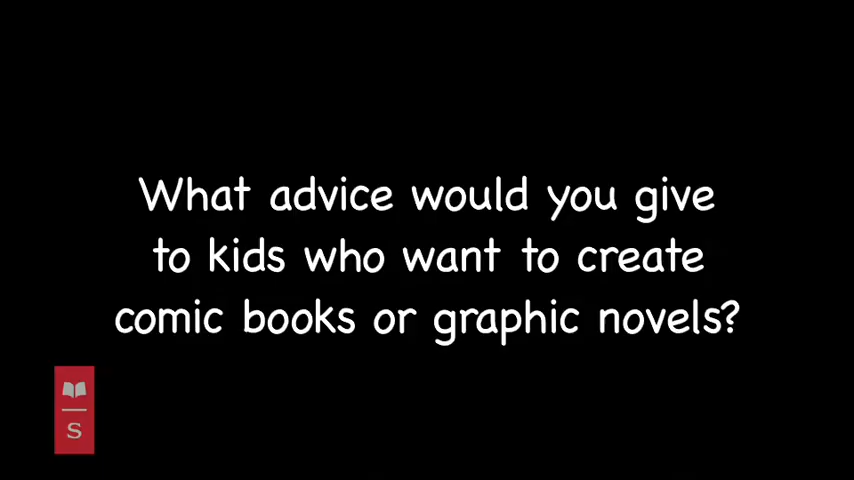 What advice would you give
to kids who want to create
comic books or graphic novels?
S